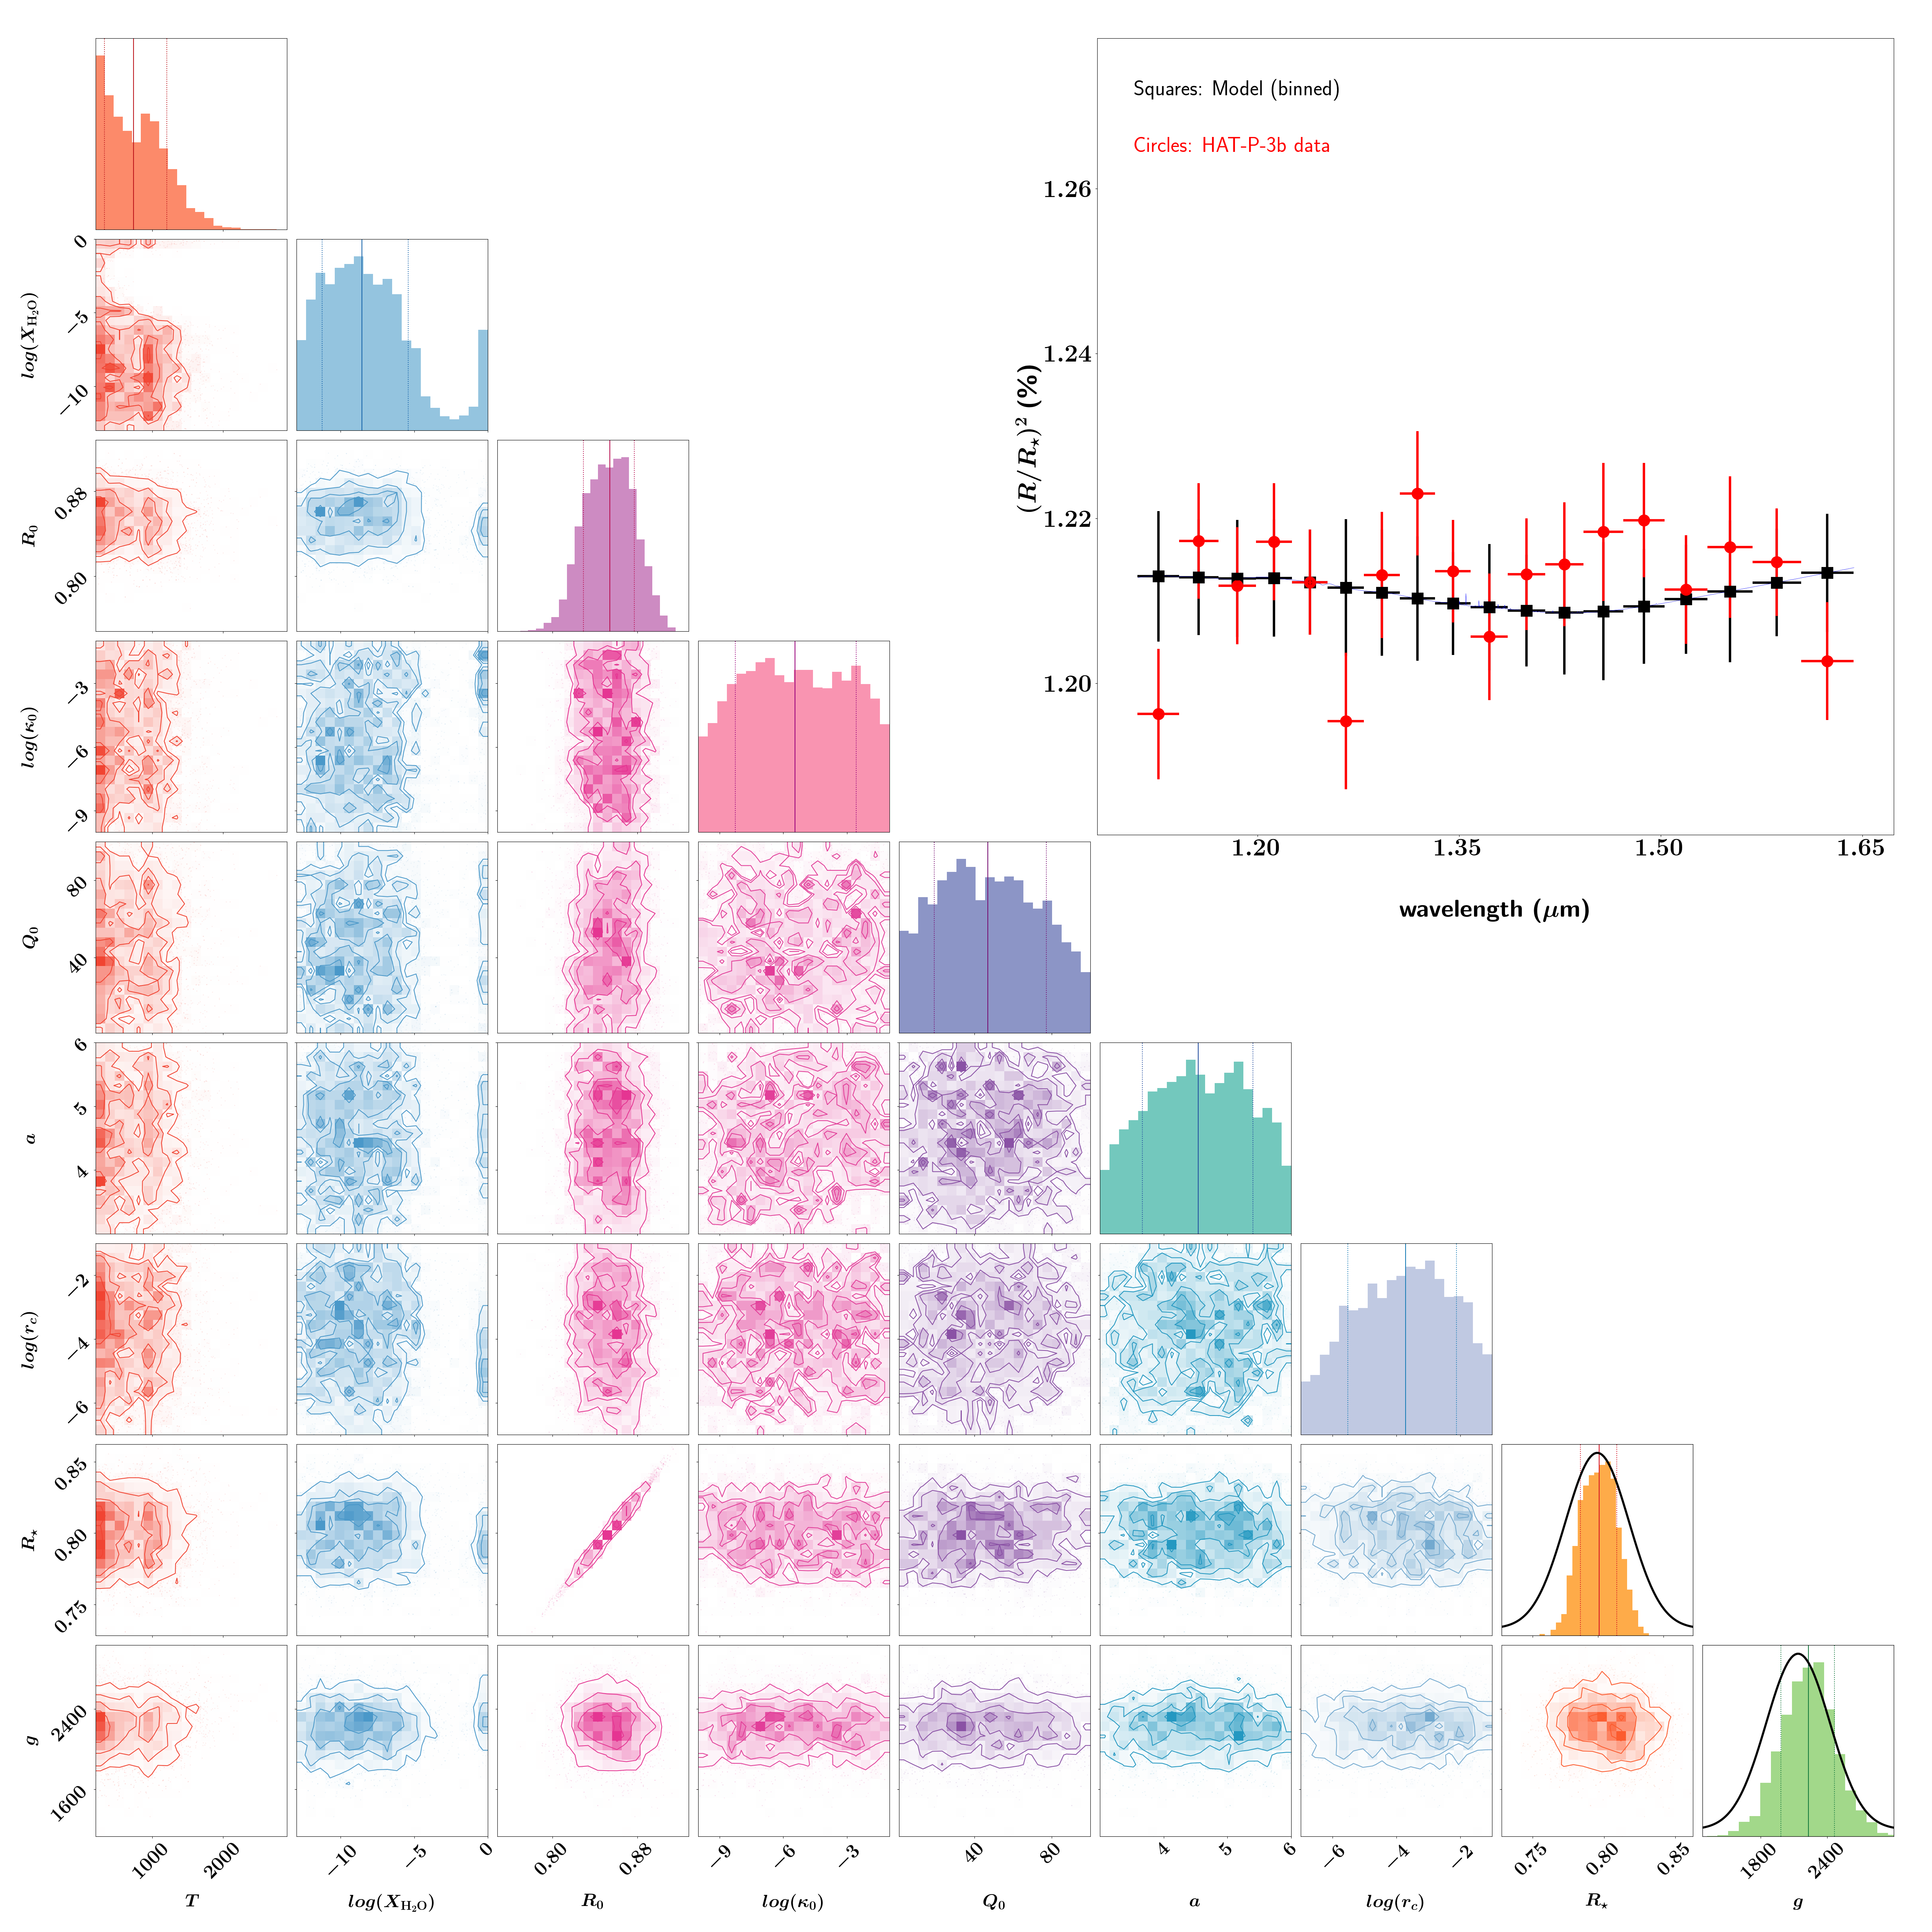 Squares: Model (binned)
Circles: HAT-P-3b data
(R/R⋆)² (%)
1.26
1.24
1.22
1.20
1.20 1.35 1.50 1.65
wavelength (μm)
0
−5
−10
log(X_H₂O)
0.88
0.80
R₀
−3
−6
−9
log(κ₀)
80
40
Q₀
6
5
4
a
−2
−4
−6
log(r_c)
0.85
0.80
0.75
R⋆
2400
1600
g
1000 2000 −10 −5 0 0.80 0.88 −9 −6 −3 40 80 4 5 6 −6 −4 −2 0.75 0.80 0.85 1800 2400
T log(X_H₂O) R₀ log(κ₀) Q₀ a log(r_c) R⋆ g